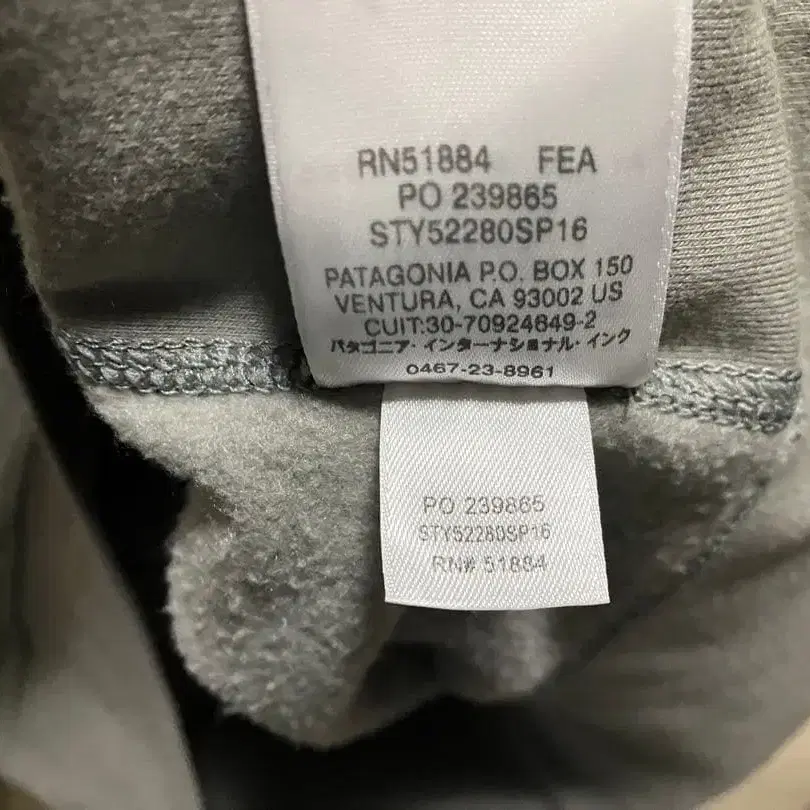 RN51884 FEA
PO 239865
STY52280SP16
PATAGONIA P.O. BOX 150
VENTURA, CA 93002 US
CUIT:30-70924649-2
パタゴニア・インターナショナル・インク
0467-23-8961
PO 239865
STY52280SP16
RN# 51884